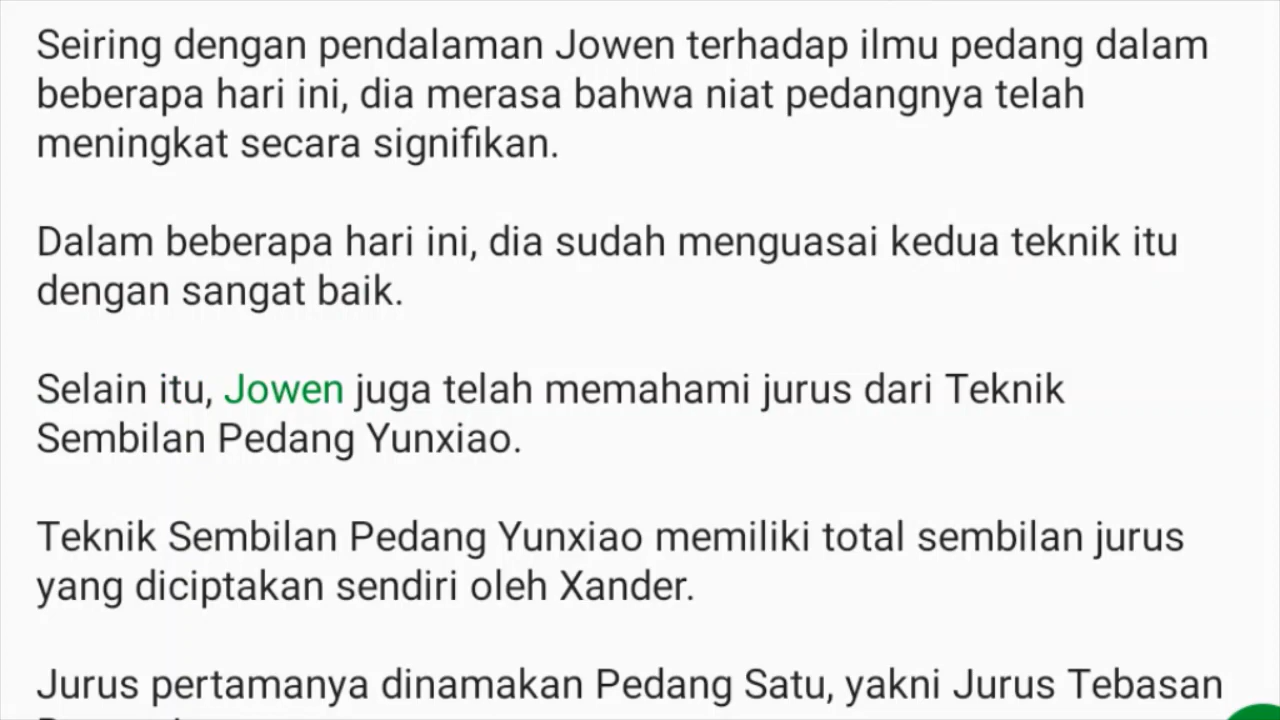 Seiring dengan pendalaman Jowen terhadap ilmu pedang dalam
beberapa hari ini, dia merasa bahwa niat pedangnya telah
meningkat secara signifikan.
Dalam beberapa hari ini, dia sudah menguasai kedua teknik itu
dengan sangat baik.
Selain itu, Jowen juga telah memahami jurus dari Teknik
Sembilan Pedang Yunxiao.
Teknik Sembilan Pedang Yunxiao memiliki total sembilan jurus
yang diciptakan sendiri oleh Xander.
Jurus pertamanya dinamakan Pedang Satu, yakni Jurus Tebasan